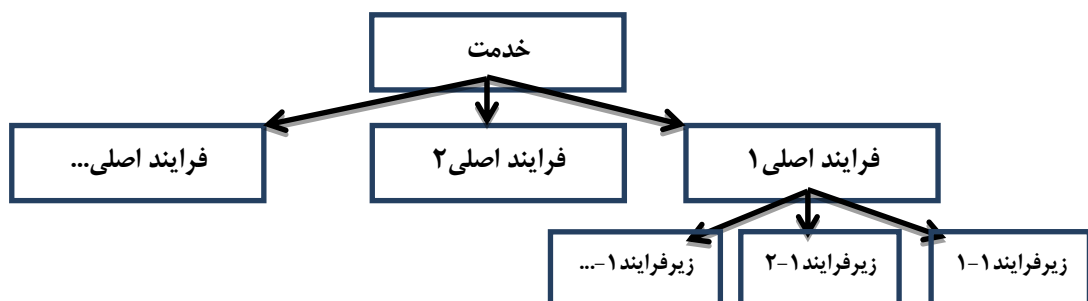 خدمت
فرایند اصلی۱
فرایند اصلی۲
فرایند اصلی...
زیرفرایند۱-۱
زیرفرایند۱-۲
زیرفرایند۱-...